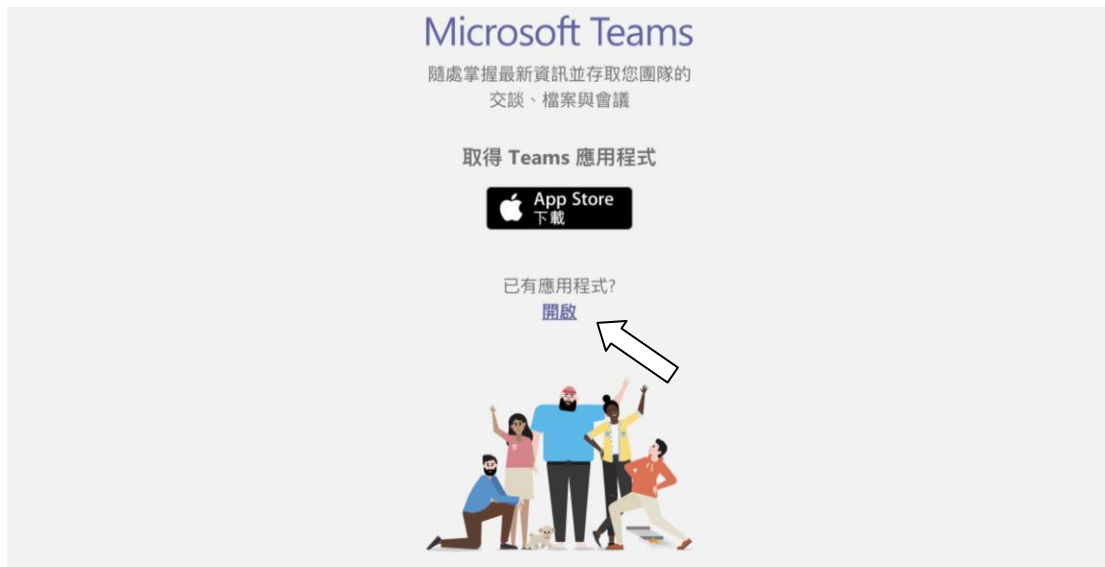 Microsoft Teams
隨處掌握最新資訊並存取您團隊的
交談、檔案與會議
取得 Teams 應用程式
App Store
下載
已有應用程式?
開啟